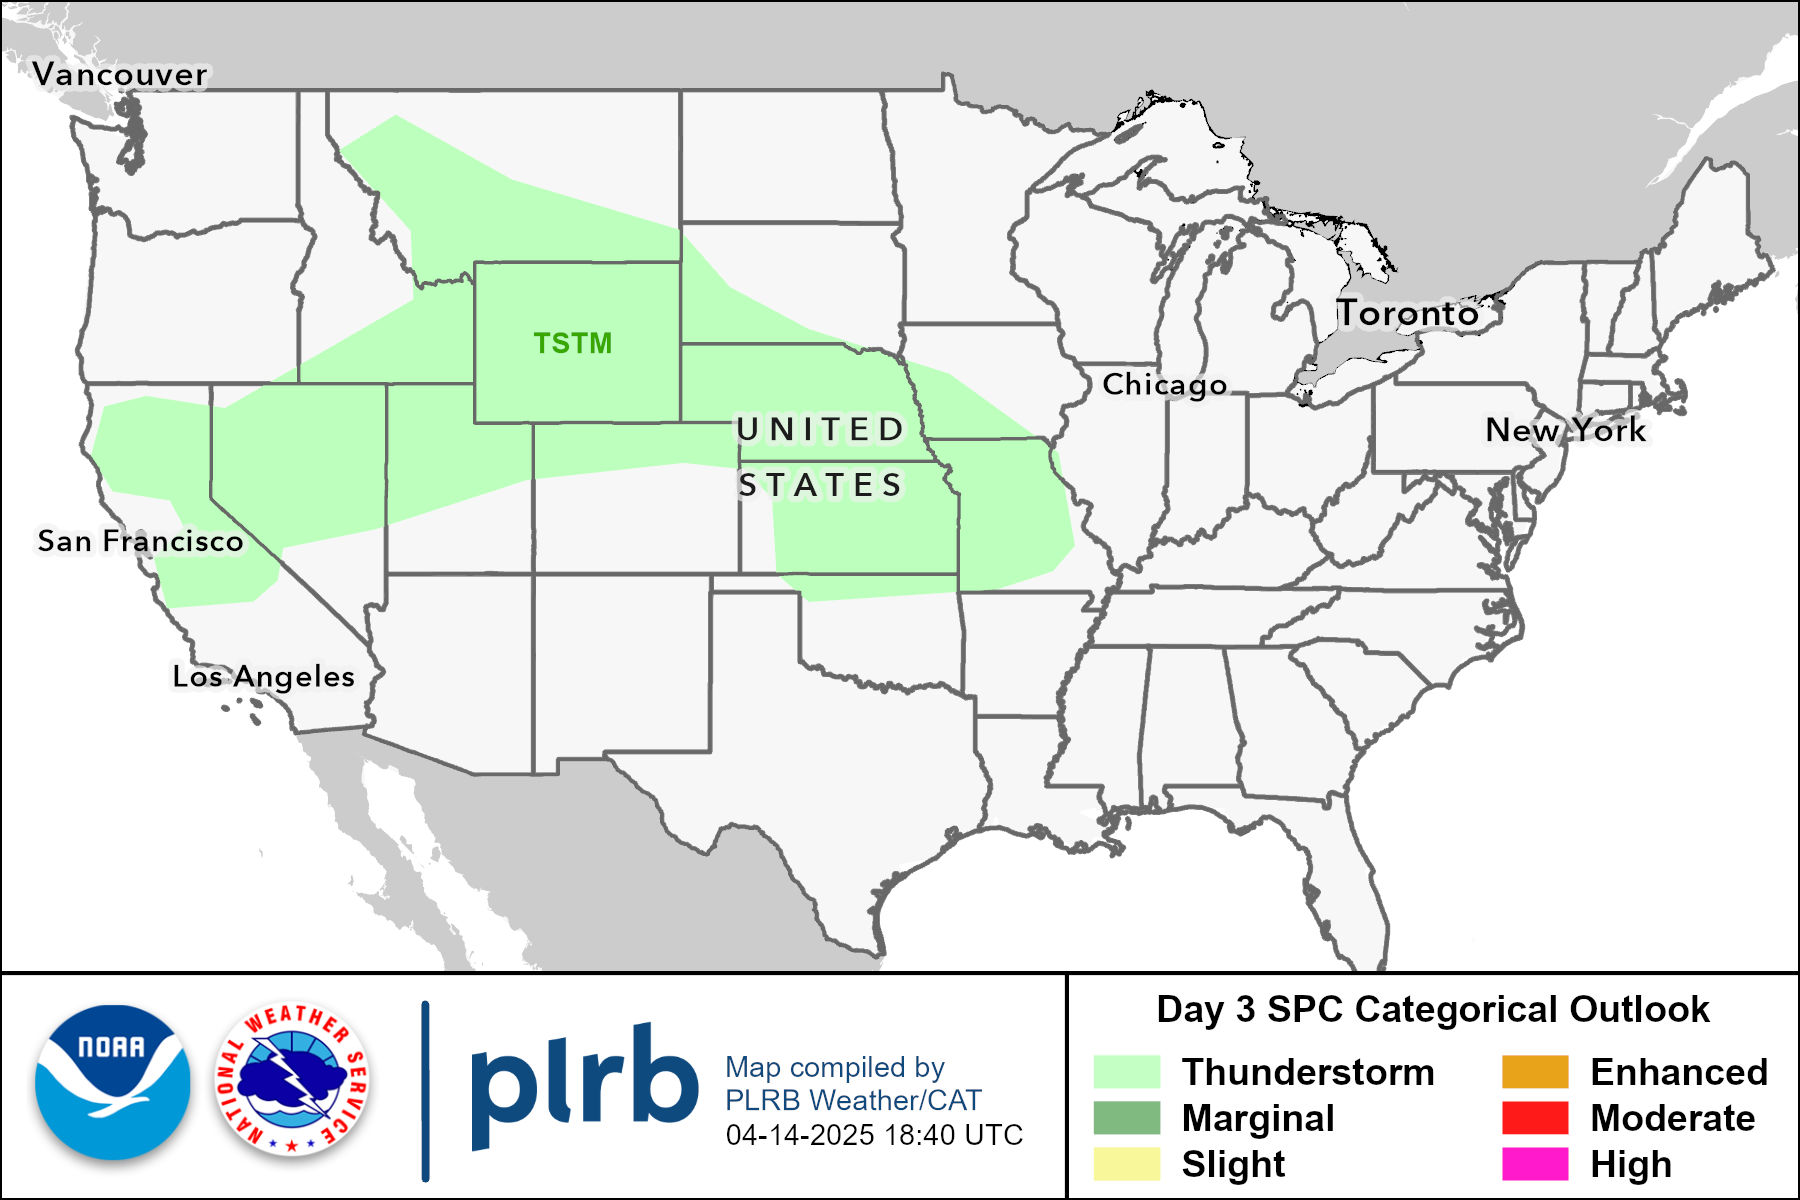 Vancouver
Toronto
TSTM
Chicago
UNITED
New York
STATES
San Francisco
Los Angeles
NOAA
NATIONAL WEATHER SERVICE
plrb
Map compiled by
PLRB Weather/CAT
04-14-2025 18:40 UTC
Day 3 SPC Categorical Outlook
Thunderstorm
Enhanced
Marginal
Moderate
Slight
High